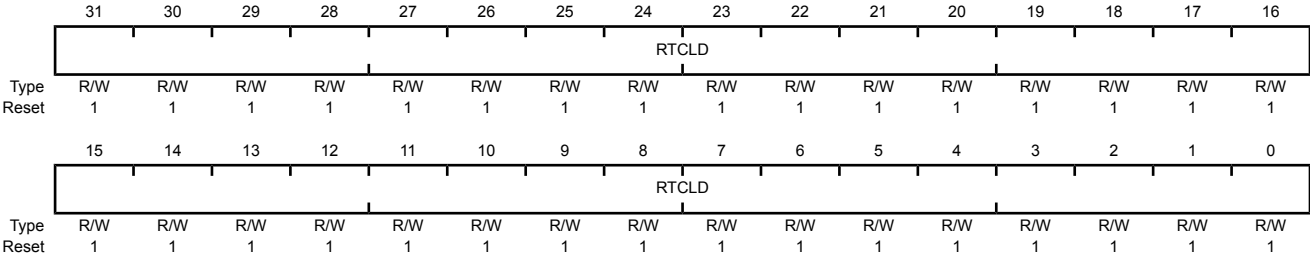 31 30 29 28 27 26 25 24 23 22 21 20 19 18 17 16
RTCLD
Type R/W R/W R/W R/W R/W R/W R/W R/W R/W R/W R/W R/W R/W R/W R/W R/W
Reset 1 1 1 1 1 1 1 1 1 1 1 1 1 1 1 1
15 14 13 12 11 10 9 8 7 6 5 4 3 2 1 0
RTCLD
Type R/W R/W R/W R/W R/W R/W R/W R/W R/W R/W R/W R/W R/W R/W R/W R/W
Reset 1 1 1 1 1 1 1 1 1 1 1 1 1 1 1 1